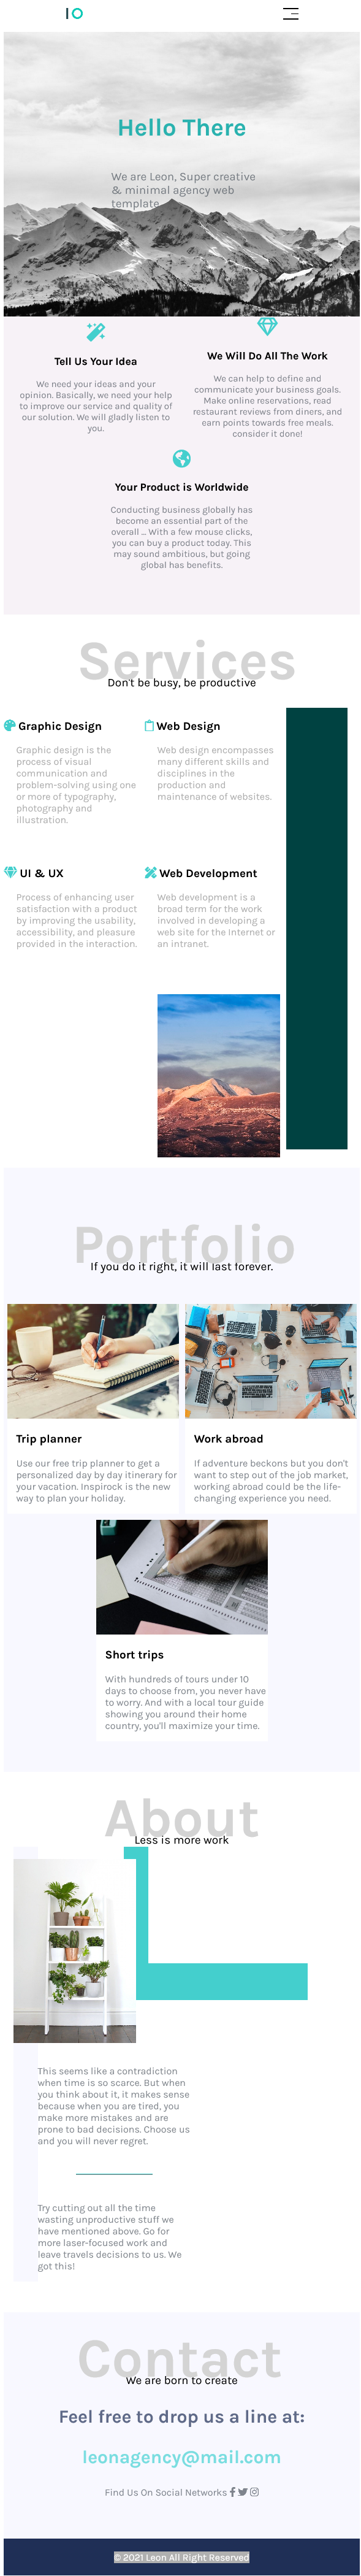 IO
Hello There
We are Leon, Super creative
& minimal agency web
template
Tell Us Your Idea
We need your ideas and your
opinion. Basically, we need your help
to improve our service and quality of
our solution. We will gladly listen to
you.
We Will Do All The Work
We can help to define and
communicate your business goals.
Make online reservations, read
restaurant reviews from diners, and
earn points towards free meals.
consider it done!
Your Product is Worldwide
Conducting business globally has
become an essential part of the
overall ... With a few mouse clicks,
you can buy a product today. This
may sound ambitious, but going
global has benefits.
Services
Don't be busy, be productive
Graphic Design
Graphic design is the
process of visual
communication and
problem-solving using one
or more of typography,
photography and
illustration.
Web Design
Web design encompasses
many different skills and
disciplines in the
production and
maintenance of websites.
UI & UX
Process of enhancing user
satisfaction with a product
by improving the usability,
accessibility, and pleasure
provided in the interaction.
Web Development
Web development is a
broad term for the work
involved in developing a
web site for the Internet or
an intranet.
Portfolio
If you do it right, it will last forever.
Trip planner
Use our free trip planner to get a
personalized day by day itinerary for
your vacation. Inspirock is the new
way to plan your holiday.
Work abroad
If adventure beckons but you don't
want to step out of the job market,
working abroad could be the life-
changing experience you need.
Short trips
With hundreds of tours under 10
days to choose from, you never have
to worry. And with a local tour guide
showing you around their home
country, you'll maximize your time.
About
Less is more work
This seems like a contradiction
when time is so scarce. But when
you think about it, it makes sense
because when you are tired, you
make more mistakes and are
prone to bad decisions. Choose us
and you will never regret.
Try cutting out all the time
wasting unproductive stuff we
have mentioned above. Go for
more laser-focused work and
leave travels decisions to us. We
got this!
Contact
We are born to create
Feel free to drop us a line at:
leonagency@mail.com
Find Us On Social Networks
© 2021 Leon All Right Reserved